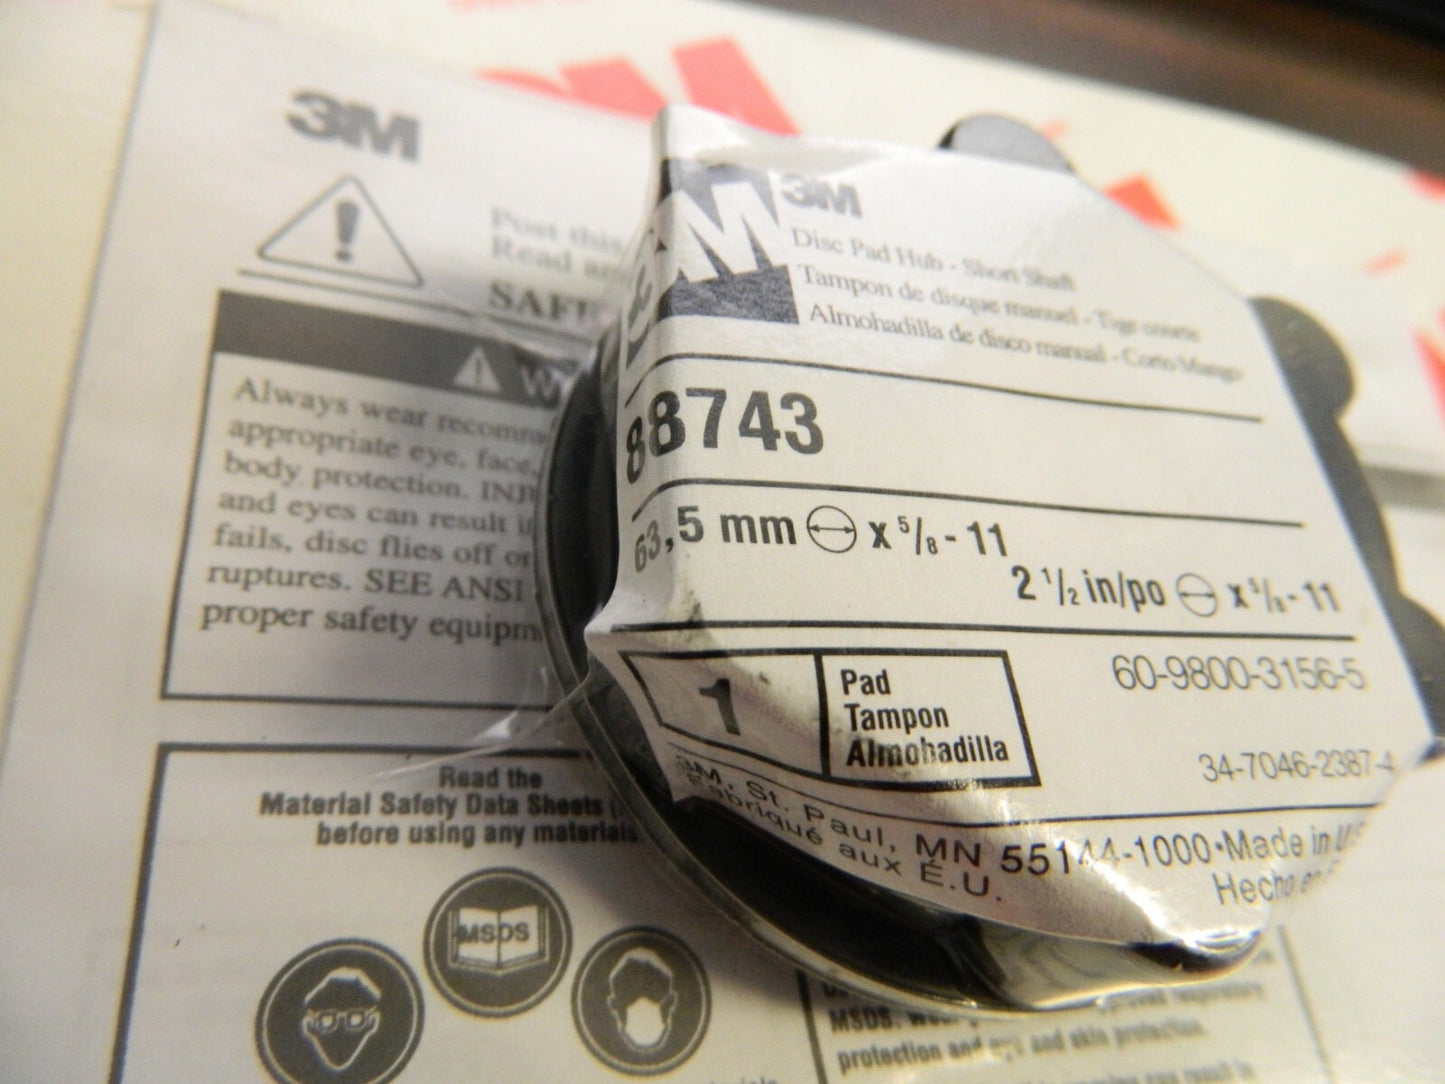 3M
Post this
Read
SAFE
Always wear
appropriate eye, face,
body protection.
and eyes can result
fails, disc flies off or
ruptures. SEE ANSI
proper safety
Read the
Material Safety Data Sheets
before using any materials
MSDS
MSDS.
protection and eye and skin protection.
can result in
3M
Disc Pad Hub - Short Shaft
Tampon de disque manuel - Tige courte
Almohadilla de disco manual - Corto Mango
88743
63,5 mm x 5/8 - 11
2 1/2 in/po x 5/8 - 11
1
Pad
Tampon
Almohadilla
60-9800-3156-5
34-7046-2387-4
3M, St. Paul, MN 55144-1000•Made in
Fabriqué aux É.U.
Hecho en